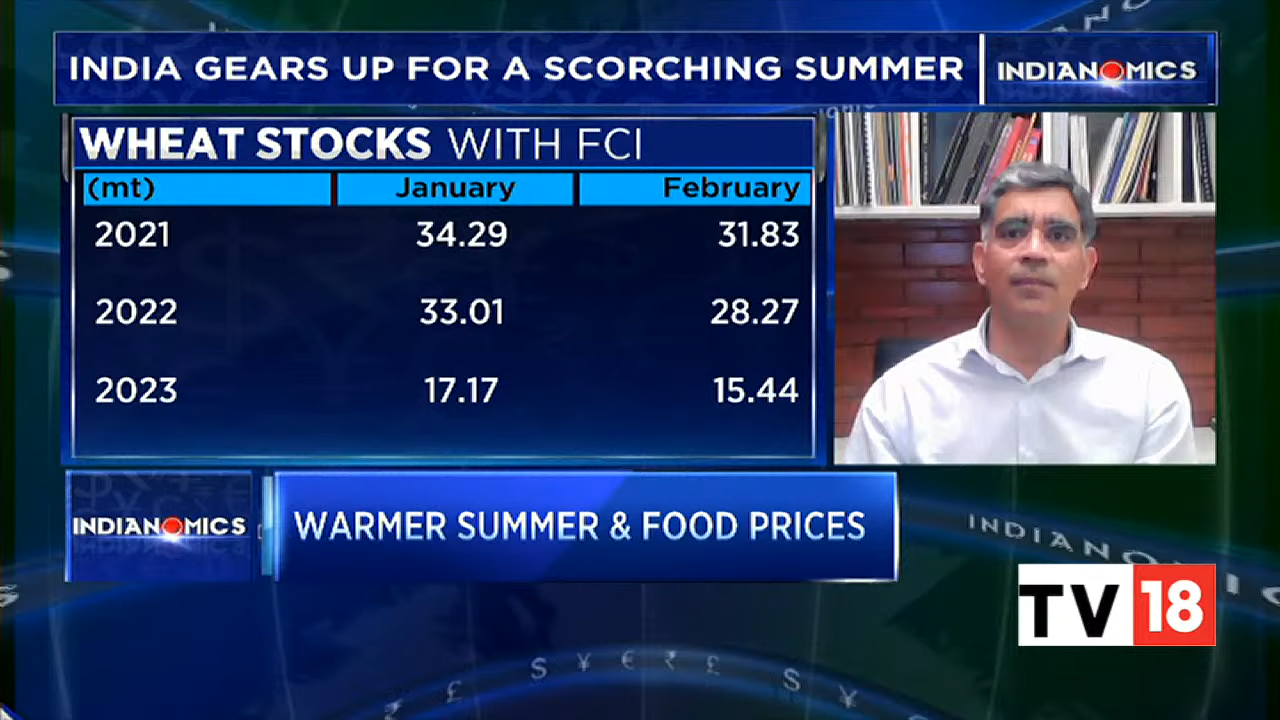 INDIA GEARS UP FOR A SCORCHING SUMMER
INDIANOMICS
WHEAT STOCKS WITH FCI
(mt) January February
2021 34.29 31.83
2022 33.01 28.27
2023 17.17 15.44
INDIANOMICS
WARMER SUMMER & FOOD PRICES
INDIANOMICS
TV18
$ ¥ € ₹ £